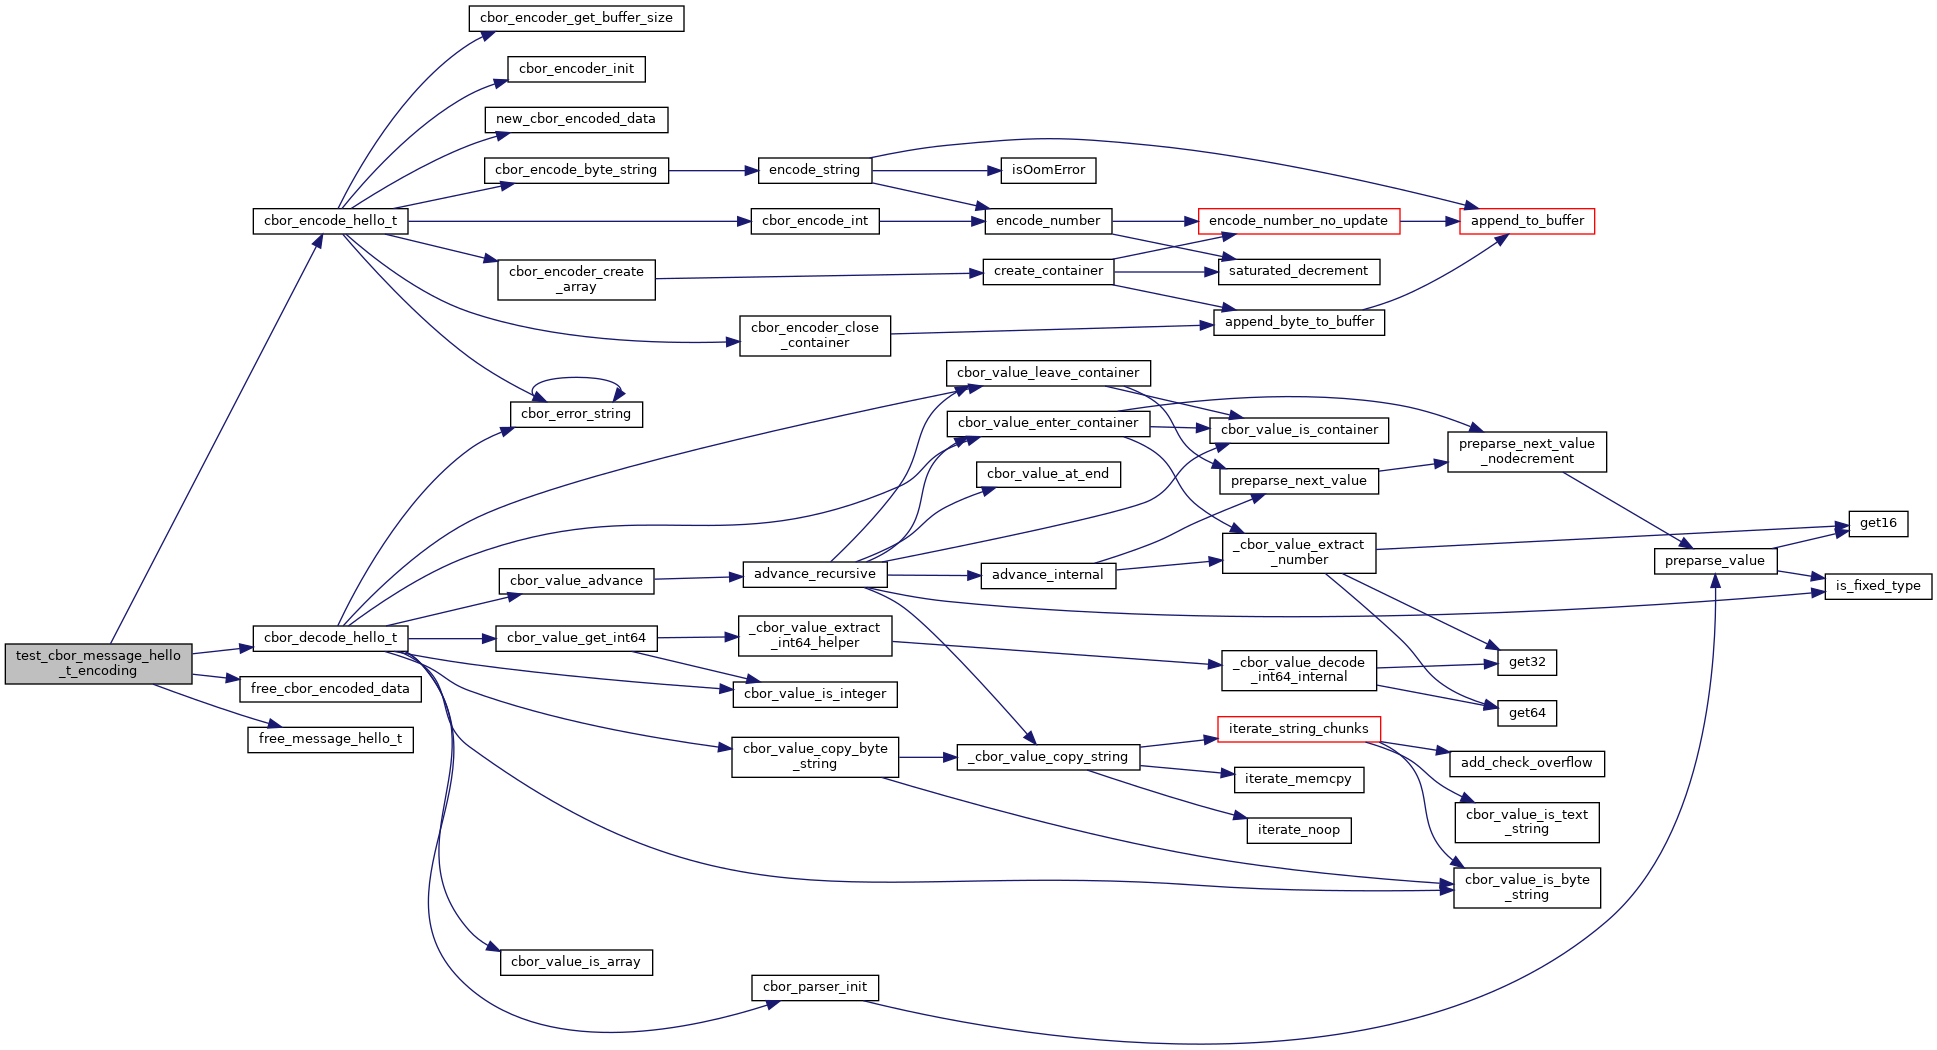 cbor_encoder_get_buffer_size
cbor_encoder_init
new_cbor_encoded_data
cbor_encode_byte_string
encode_string
isOomError
cbor_encode_hello_t
cbor_encode_int
encode_number
encode_number_no_update
append_to_buffer
cbor_encoder_create
_array
create_container
saturated_decrement
cbor_encoder_close
_container
append_byte_to_buffer
cbor_error_string
cbor_value_leave_container
cbor_value_enter_container
cbor_value_is_container
preparse_next_value
_nodecrement
cbor_value_at_end
preparse_next_value
get16
_cbor_value_extract
_number
preparse_value
cbor_value_advance
advance_recursive
advance_internal
is_fixed_type
test_cbor_message_hello
_t_encoding
cbor_decode_hello_t
cbor_value_get_int64
_cbor_value_extract
_int64_helper
_cbor_value_decode
_int64_internal
get32
free_cbor_encoded_data
cbor_value_is_integer
get64
free_message_hello_t
cbor_value_copy_byte
_string
_cbor_value_copy_string
iterate_string_chunks
add_check_overflow
iterate_memcpy
cbor_value_is_text
_string
iterate_noop
cbor_value_is_byte
_string
cbor_value_is_array
cbor_parser_init